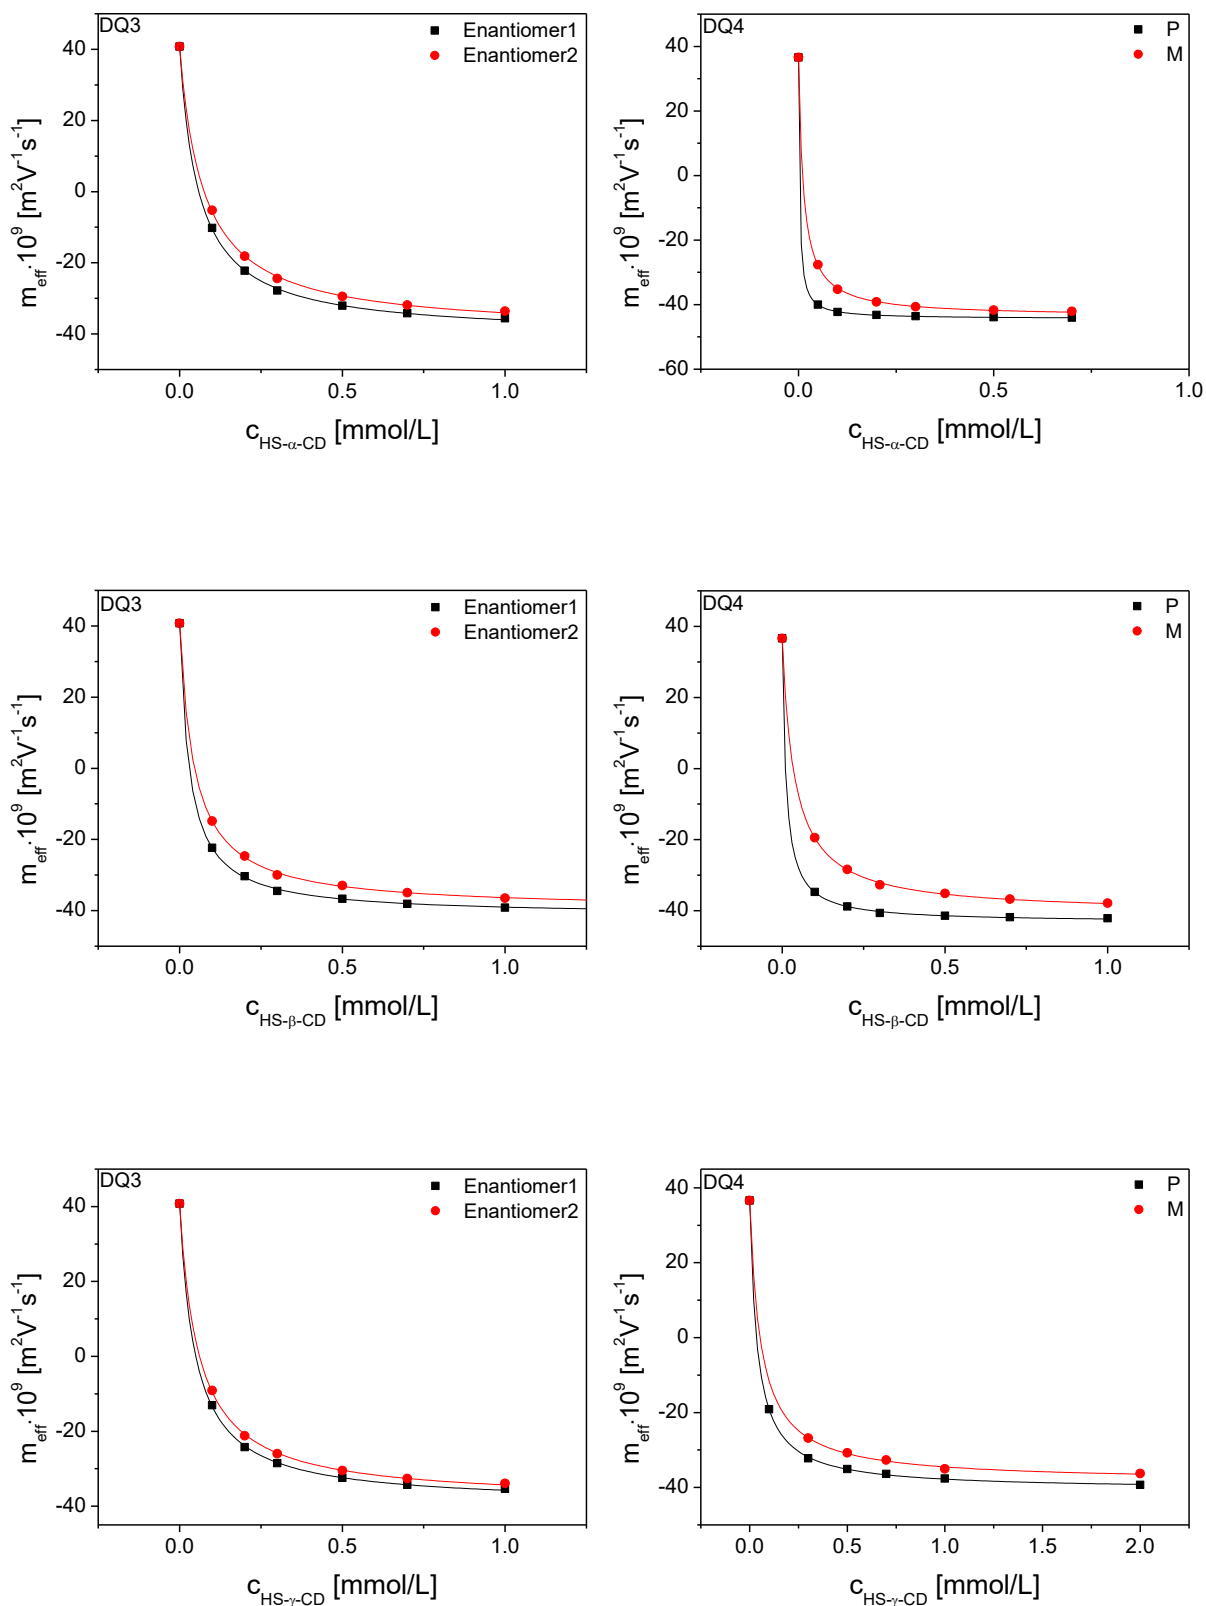 DQ3
Enantiomer1
Enantiomer2
40
20
0
-20
-40
0.0
0.5
1.0
m_eff·10^9 [m^2V^-1s^-1]
c_HS-α-CD [mmol/L]
DQ4
P
M
40
20
0
-20
-40
-60
0.0
0.5
1.0
m_eff·10^9 [m^2V^-1s^-1]
c_HS-α-CD [mmol/L]
DQ3
Enantiomer1
Enantiomer2
40
20
0
-20
-40
0.0
0.5
1.0
m_eff·10^9 [m^2V^-1s^-1]
c_HS-β-CD [mmol/L]
DQ4
P
M
40
20
0
-20
-40
0.0
0.5
1.0
m_eff·10^9 [m^2V^-1s^-1]
c_HS-β-CD [mmol/L]
DQ3
Enantiomer1
Enantiomer2
40
20
0
-20
-40
0.0
0.5
1.0
m_eff·10^9 [m^2V^-1s^-1]
c_HS-γ-CD [mmol/L]
DQ4
P
M
40
20
0
-20
-40
0.0
0.5
1.0
1.5
2.0
m_eff·10^9 [m^2V^-1s^-1]
c_HS-γ-CD [mmol/L]